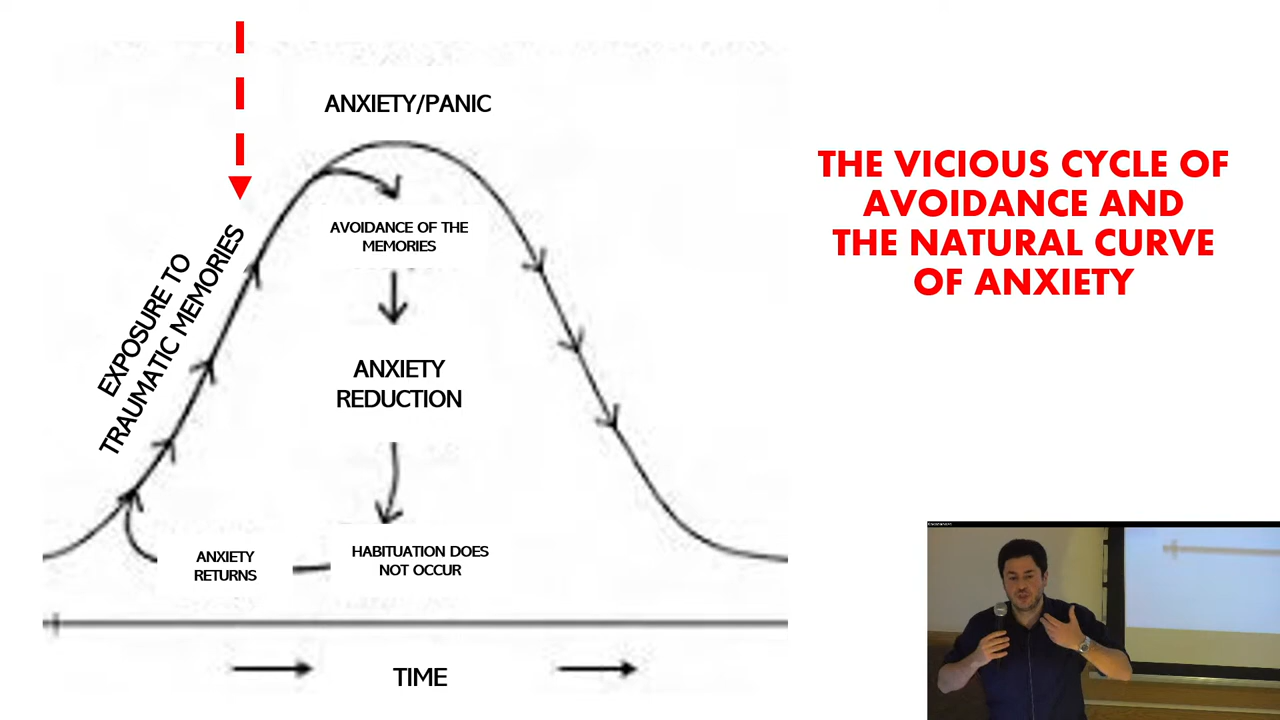 ANXIETY/PANIC
THE VICIOUS CYCLE OF
AVOIDANCE AND
THE NATURAL CURVE
OF ANXIETY
EXPOSURE TO
TRAUMATIC MEMORIES
AVOIDANCE OF THE
MEMORIES
ANXIETY
REDUCTION
HABITUATION DOES
NOT OCCUR
ANXIETY
RETURNS
TIME